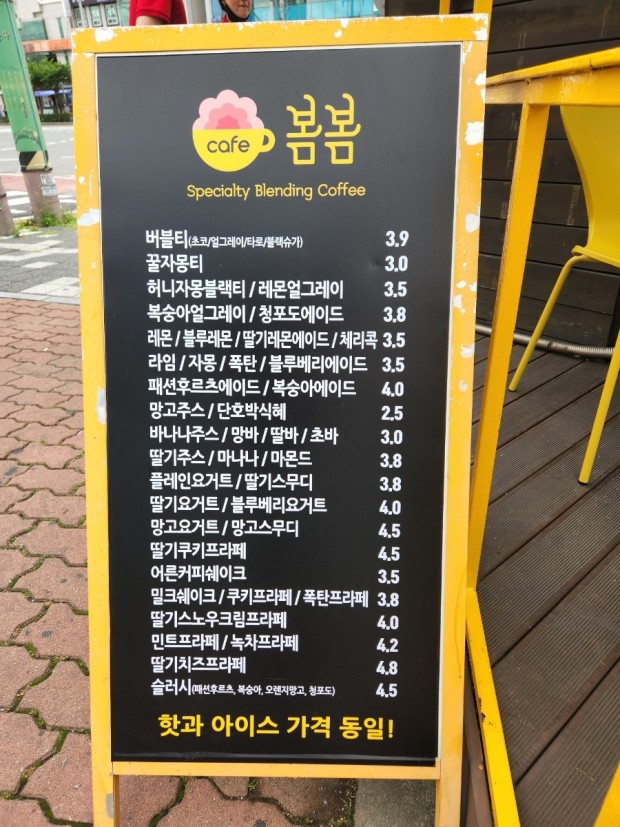 cafe 봄봄
Specialty Blending Coffee
버블티(초코/얼그레이/타로/블랙슈가) 3.9
꿀자몽티 3.0
허니자몽블랙티 / 레몬얼그레이 3.5
복숭아얼그레이 / 청포도에이드 3.8
레몬 / 블루레몬 / 딸기레몬에이드 / 체리콕 3.5
라임 / 자몽 / 폭탄 / 블루베리에이드 3.5
패션후르츠에이드 / 복숭아에이드 4.0
망고주스 / 단호박식혜 2.5
바나나주스 / 망바 / 딸바 / 초바 3.0
딸기주스 / 마나나 / 마몬드 3.8
플레인요거트 / 딸기스무디 3.8
딸기요거트 / 블루베리요거트 4.0
망고요거트 / 망고스무디 4.5
딸기쿠키프라페 4.5
어른커피쉐이크 3.5
밀크쉐이크 / 쿠키프라페 / 폭탄프라페 3.8
딸기스노우크림프라페 4.0
민트프라페 / 녹차프라페 4.2
딸기치즈프라페 4.8
슬러시(패션후르츠, 복숭아, 오렌지망고, 청포도) 4.5
핫과 아이스 가격 동일!